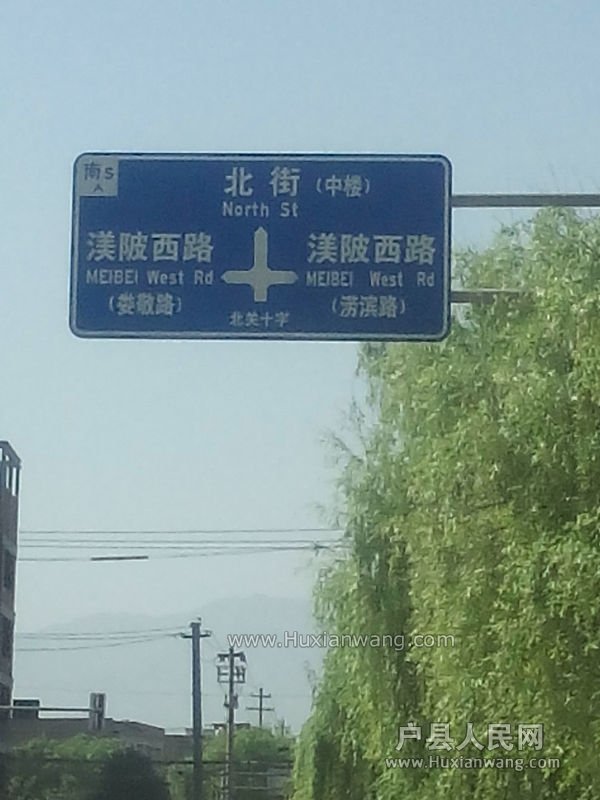 南 S
北街（中楼）
North St
渼陂西路
MEIBEI West Rd
（娄敬路）
渼陂西路
MEIBEI West Rd
（涝滨路）
北关十字
www.Huxianwang.com
户县人民网
www.Huxianwang.com